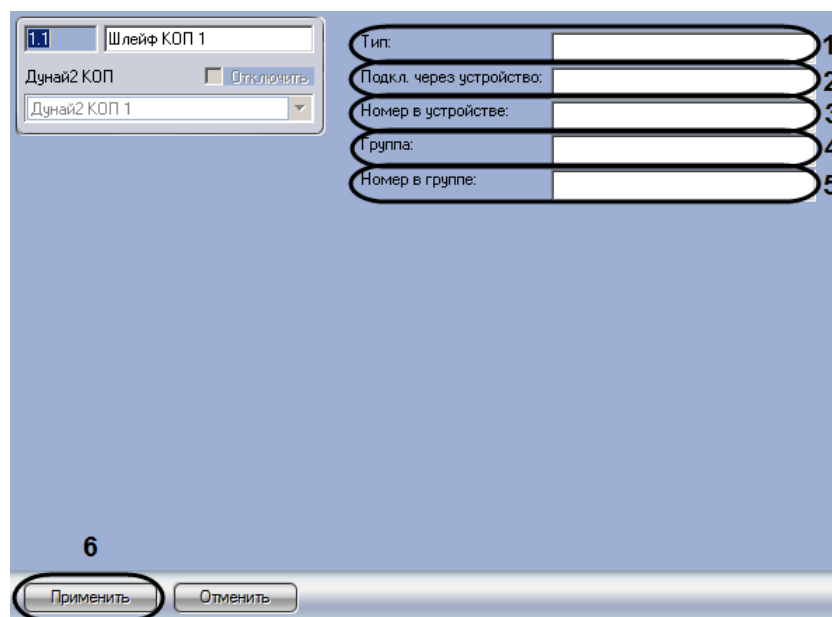 1.1 Шлейф КОП 1
Дунай2 КОП Отключить
Дунай2 КОП 1
Тип: 1
Подкл. через устройство: 2
Номер в устройстве: 3
Группа: 4
Номер в группе: 5
6
Применить Отменить